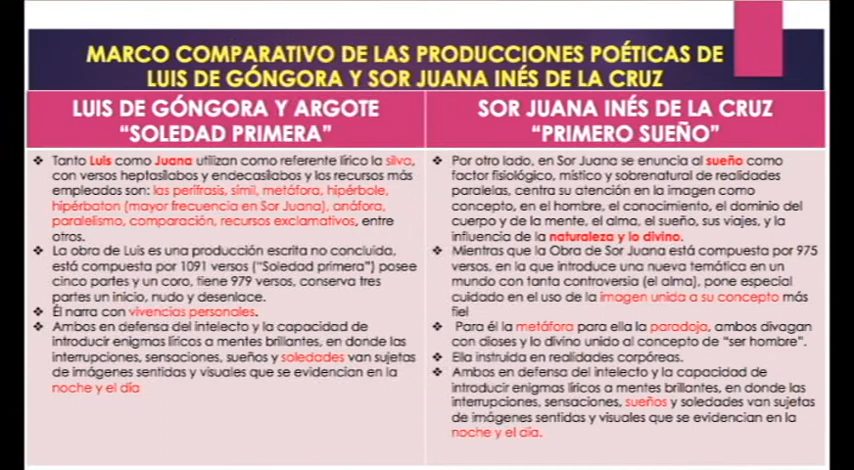 MARCO COMPARATIVO DE LAS PRODUCCIONES POÉTICAS DE
LUIS DE GÓNGORA Y SOR JUANA INÉS DE LA CRUZ
LUIS DE GÓNGORA Y ARGOTE
“SOLEDAD PRIMERA”
❖ Tanto Luis como Juana utilizan como referente lírico la silva,
con versos heptasílabos y endecasílabos y los recursos más
empleados son: las perífrasis, símil, metáfora, hipérbole,
hipérbaton (mayor frecuencia en Sor Juana), anáfora,
paralelismo, comparación, recursos exclamativos, entre
otros.
❖ La obra de Luis es una producción escrita no concluida,
está compuesta por 1091 versos (“Soledad primera”) posee
cinco partes y un coro, tiene 979 versos, conserva tres
partes un inicio, nudo y desenlace.
❖ Él narra con vivencias personales.
❖ Ambos en defensa del intelecto y la capacidad de
introducir enigmas líricos a mentes brillantes, en donde las
interrupciones, sensaciones, sueños y soledades van sujetas
de imágenes sentidas y visuales que se evidencian en la
noche y el día
SOR JUANA INÉS DE LA CRUZ
“PRIMERO SUEÑO”
❖ Por otro lado, en Sor Juana se enuncia al sueño como
factor fisiológico, místico y sobrenatural de realidades
paralelas, centra su atención en la imagen como
concepto, en el hombre, el conocimiento, el dominio del
cuerpo y de la mente, el alma, el sueño, sus viajes, y la
influencia de la naturaleza y lo divino.
❖ Mientras que la Obra de Sor Juana está compuesta por 975
versos, en la que introduce una nueva temática en un
mundo con tanta controversia (el alma), pone especial
cuidado en el uso de la imagen unida a su concepto más
fiel
❖ Para él la metáfora para ella la paradoja, ambos divagan
con dioses y lo divino unido al concepto de “ser hombre”.
❖ Ella instruida en realidades corpóreas.
❖ Ambos en defensa del intelecto y la capacidad de
introducir enigmas líricos a mentes brillantes, en donde las
interrupciones, sensaciones, sueños y soledades van sujetas
de imágenes sentidas y visuales que se evidencian en la
noche y el día.